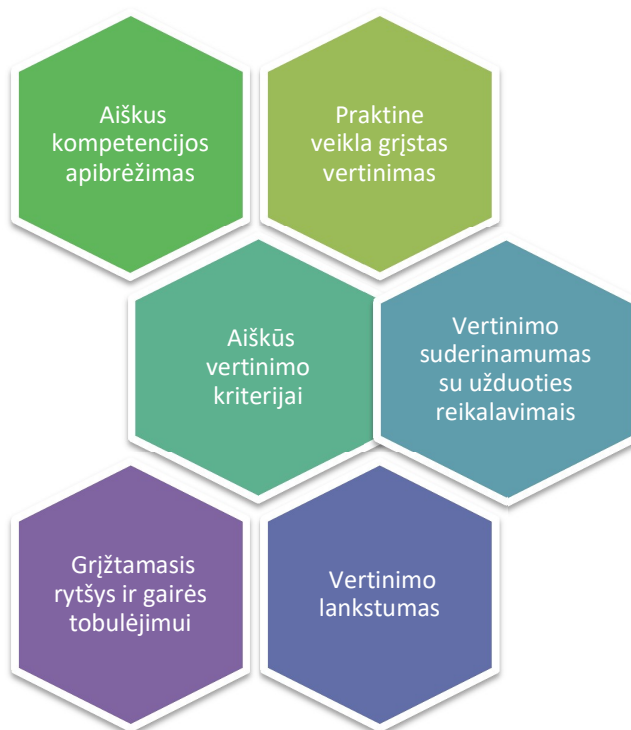 Aiškus
kompetencijos
apibrėžimas
Praktine
veikla grįstas
vertinimas
Aiškūs
vertinimo
kriterijai
Vertinimo
suderinamumas
su užduoties
reikalavimais
Grįžtamasis
rytšys ir gairės
tobulėjimui
Vertinimo
lankstumas